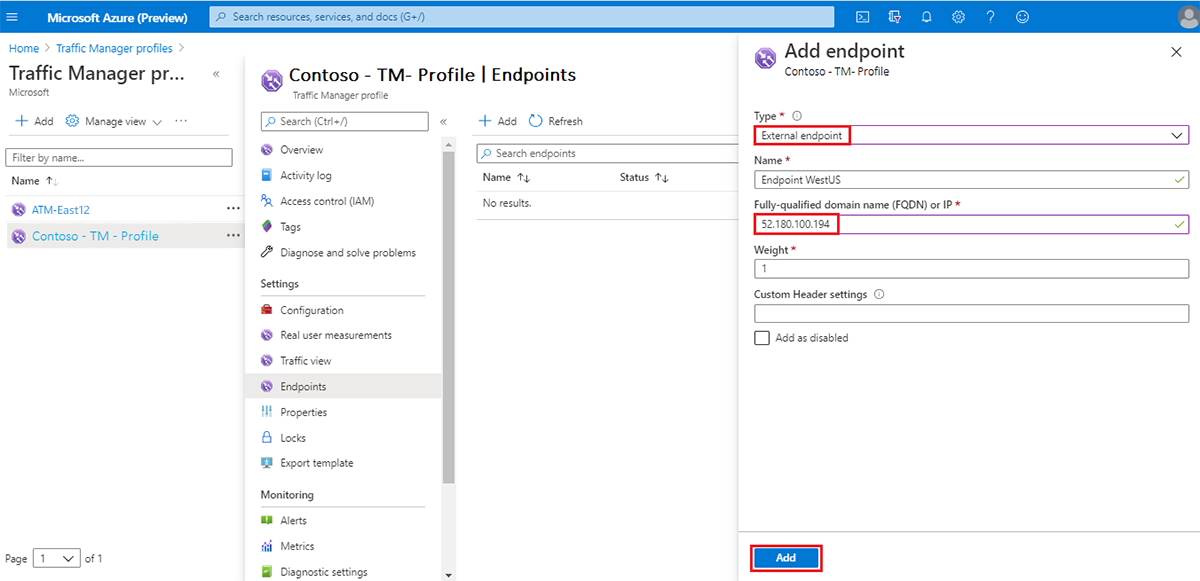 Microsoft Azure (Preview)
Search resources, services, and docs (G+/)
Home > Traffic Manager profiles >
Traffic Manager pr...
«
Microsoft
Add
Manage view
...
Filter by name...
Name ↑↓
ATM-East12
...
Contoso - TM - Profile
...
Page 1 of 1
Contoso - TM- Profile | Endpoints
Traffic Manager profile
Search (Ctrl+/)
«
Overview
Activity log
Access control (IAM)
Tags
Diagnose and solve problems
Settings
Configuration
Real user measurements
Traffic view
Endpoints
Properties
Locks
Export template
Monitoring
Alerts
Metrics
Diagnostic settings
Add
Refresh
Search endpoints
Name ↑↓
Status ↑↓
No results.
Add endpoint
Contoso - TM- Profile
Type *
External endpoint
Name *
Endpoint WestUS
Fully-qualified domain name (FQDN) or IP *
52.180.100.194
Weight *
1
Custom Header settings
Add as disabled
Add